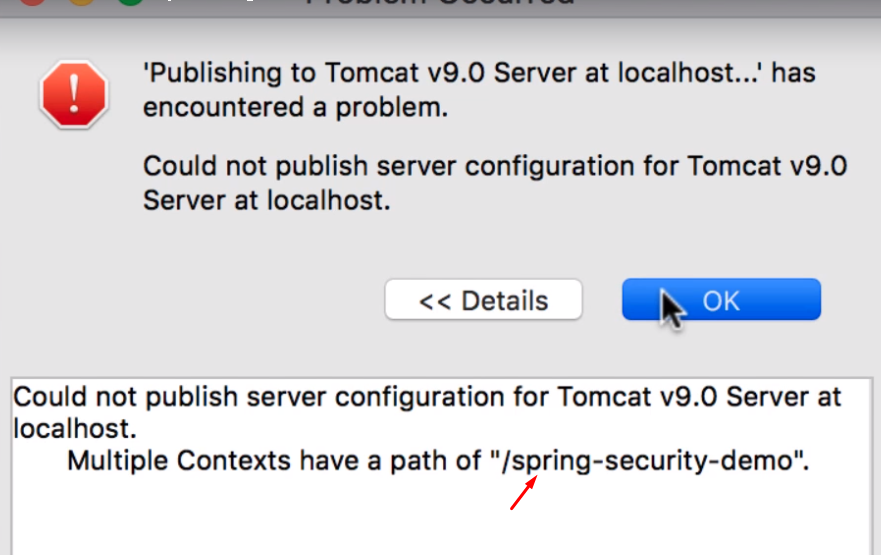 Problem Occurred
'Publishing to Tomcat v9.0 Server at localhost...' has
encountered a problem.
Could not publish server configuration for Tomcat v9.0
Server at localhost.
<< Details
OK
Could not publish server configuration for Tomcat v9.0 Server at
localhost.
Multiple Contexts have a path of "/spring-security-demo".